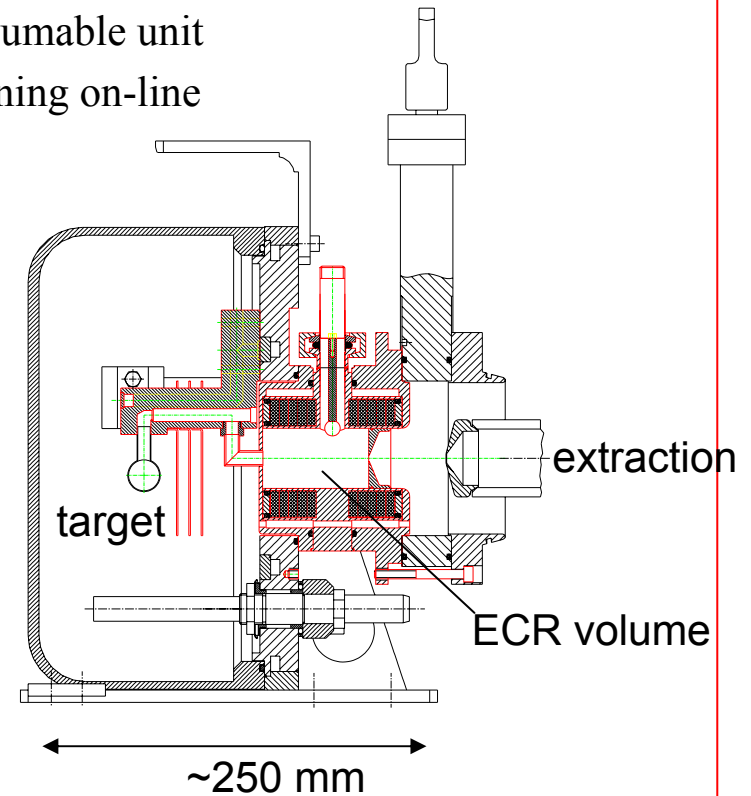 umable unit
ning on-line
extraction
target
ECR volume
~250 mm